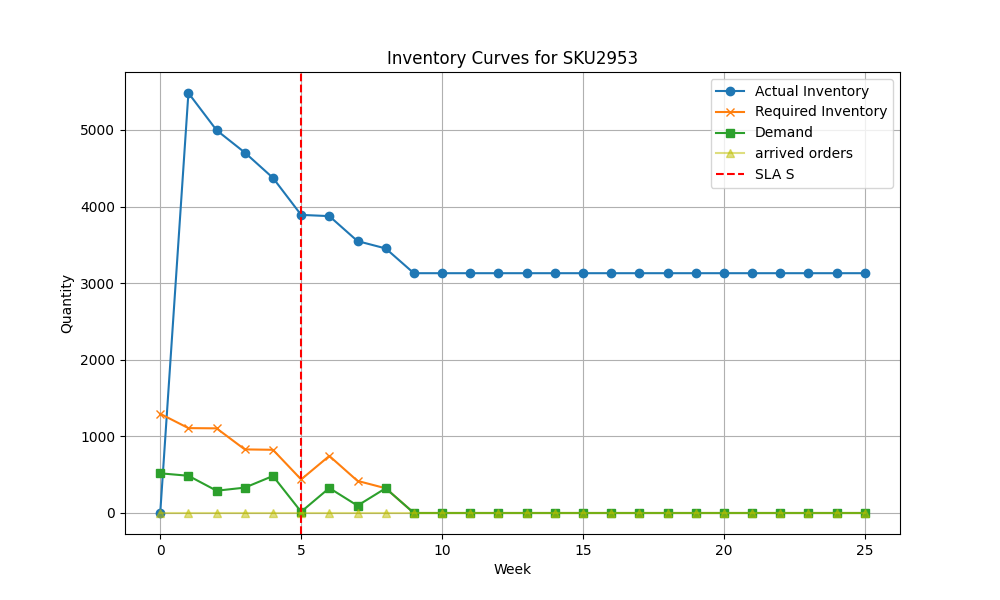 Inventory Curves for SKU2953
Actual Inventory
Required Inventory
Demand
arrived orders
SLA S
Quantity
5000
4000
3000
2000
1000
0
0 5 10 15 20 25
Week